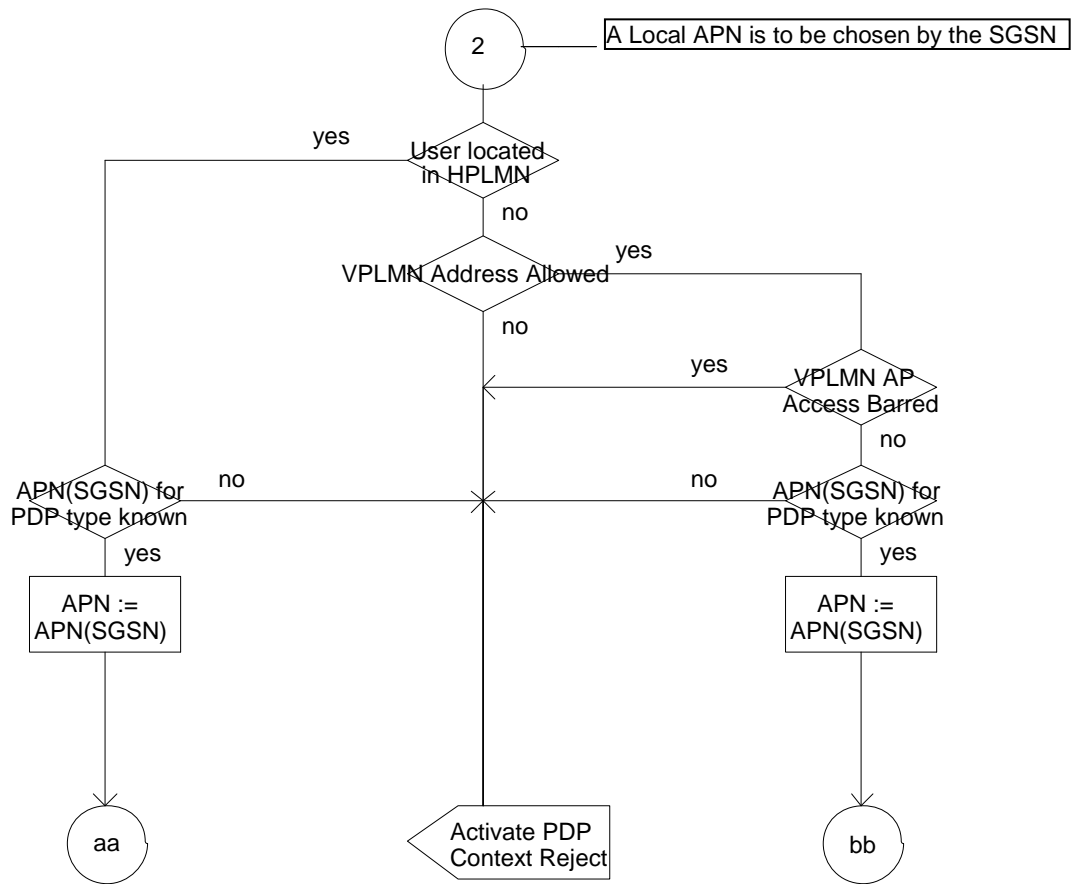 2
A Local APN is to be chosen by the SGSN
yes
User located
in HPLMN
no
yes
VPLMN Address Allowed
no
yes
VPLMN AP
Access Barred
no
APN(SGSN) for
PDP type known
no
no
APN(SGSN) for
PDP type known
yes
yes
APN :=
APN(SGSN)
APN :=
APN(SGSN)
aa
Activate PDP
Context Reject
bb